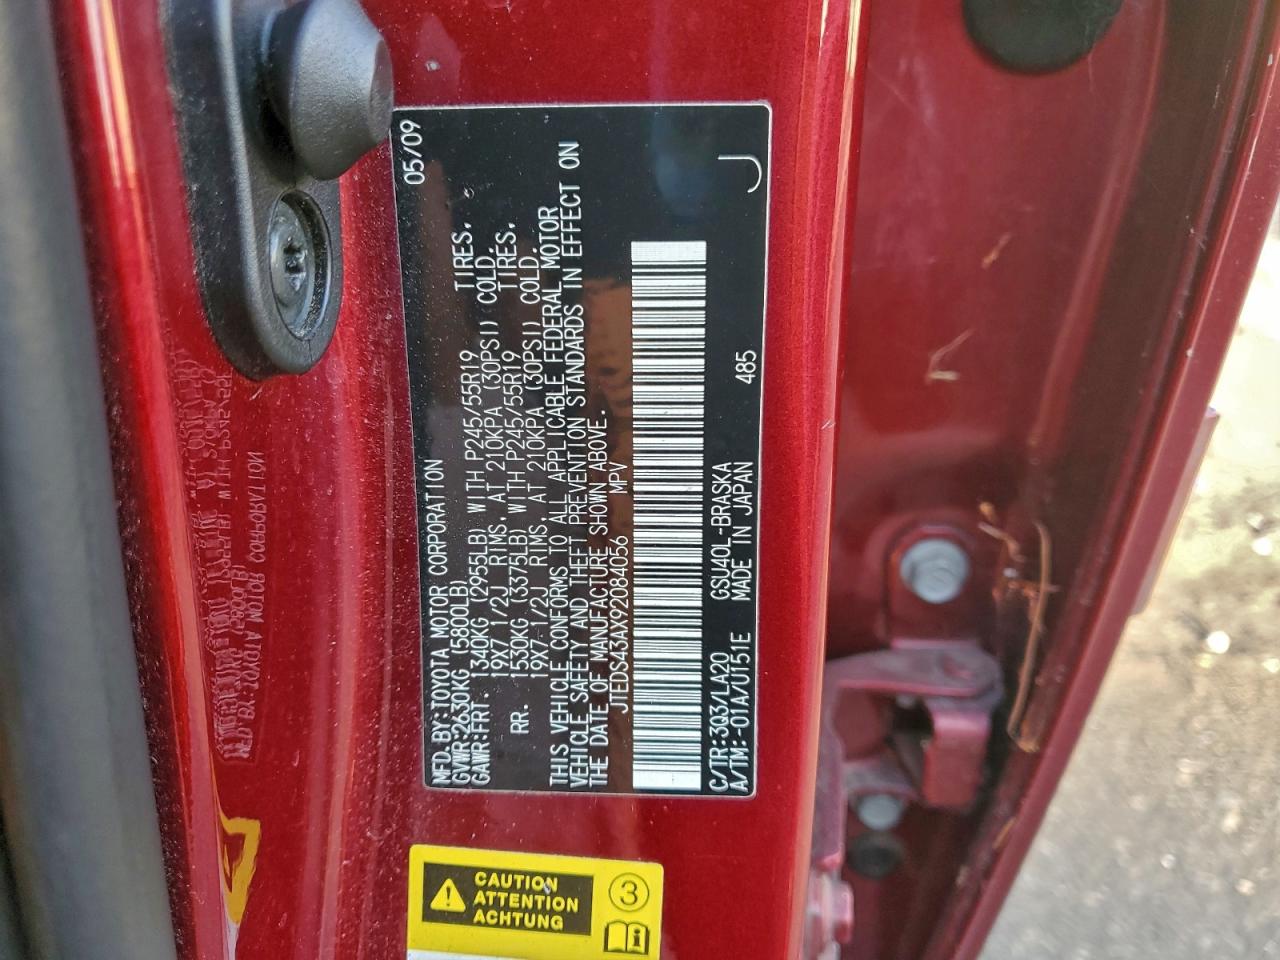 MFD. BY: TOYOTA MOTOR CORPORATION 05/09
GVWR: 2630KG (5800LB)
GAWR: FRT. 1340KG (2955LB) WITH P245/55R19 TIRES.
19X7 1/2J RIMS. AT 210KPA (30PSI) COLD.
RR. 1530KG (3375LB) WITH P245/55R19 TIRES.
19X7 1/2J RIMS. AT 210KPA (30PSI) COLD.
THIS VEHICLE CONFORMS TO ALL APPLICABLE FEDERAL MOTOR
VEHICLE SAFETY AND THEFT PREVENTION STANDARDS IN EFFECT ON
THE DATE OF MANUFACTURE SHOWN ABOVE.
JTEDS43AX92084056 MPV
C/TR: 3Q3/LA20 GSU40L-BRASKA 485
A/TM: -01A/U151E MADE IN JAPAN J
CAUTION
ATTENTION
ACHTUNG
3